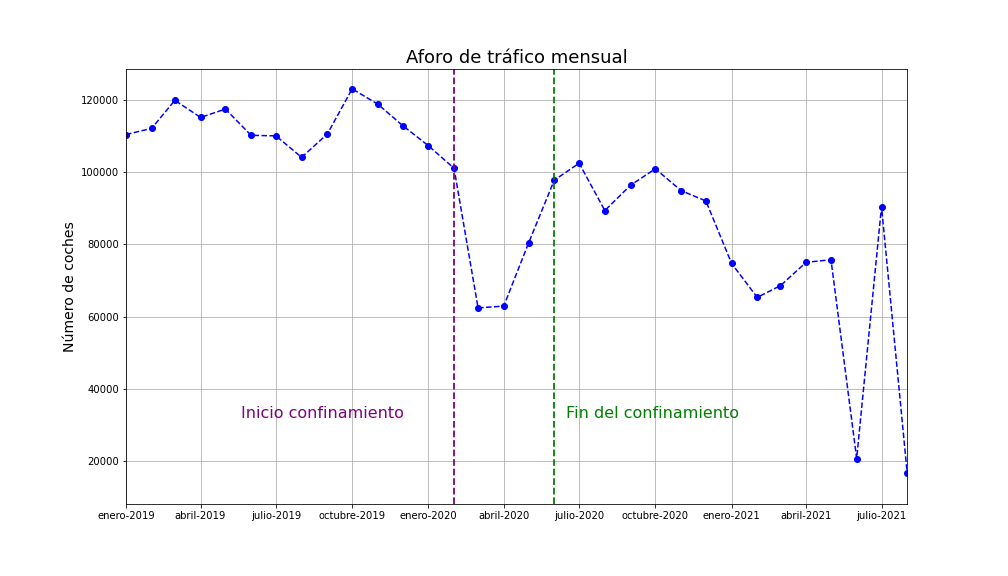 Aforo de tráfico mensual
Número de coches
120000
100000
80000
60000
40000
20000
Inicio confinamiento
Fin del confinamiento
enero-2019 abril-2019 julio-2019 octubre-2019 enero-2020 abril-2020 julio-2020 octubre-2020 enero-2021 abril-2021 julio-2021